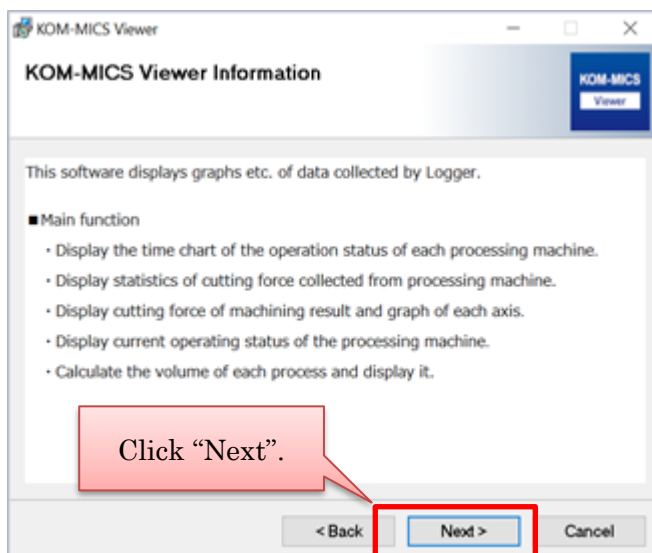 KOM-MICS Viewer
KOM-MICS Viewer Information
KOM-MICS
Viewer
This software displays graphs etc. of data collected by Logger.
■Main function
・Display the time chart of the operation status of each processing machine.
・Display statistics of cutting force collected from processing machine.
・Display cutting force of machining result and graph of each axis.
・Display current operating status of the processing machine.
・Calculate the volume of each process and display it.
Click “Next”.
< Back
Next >
Cancel